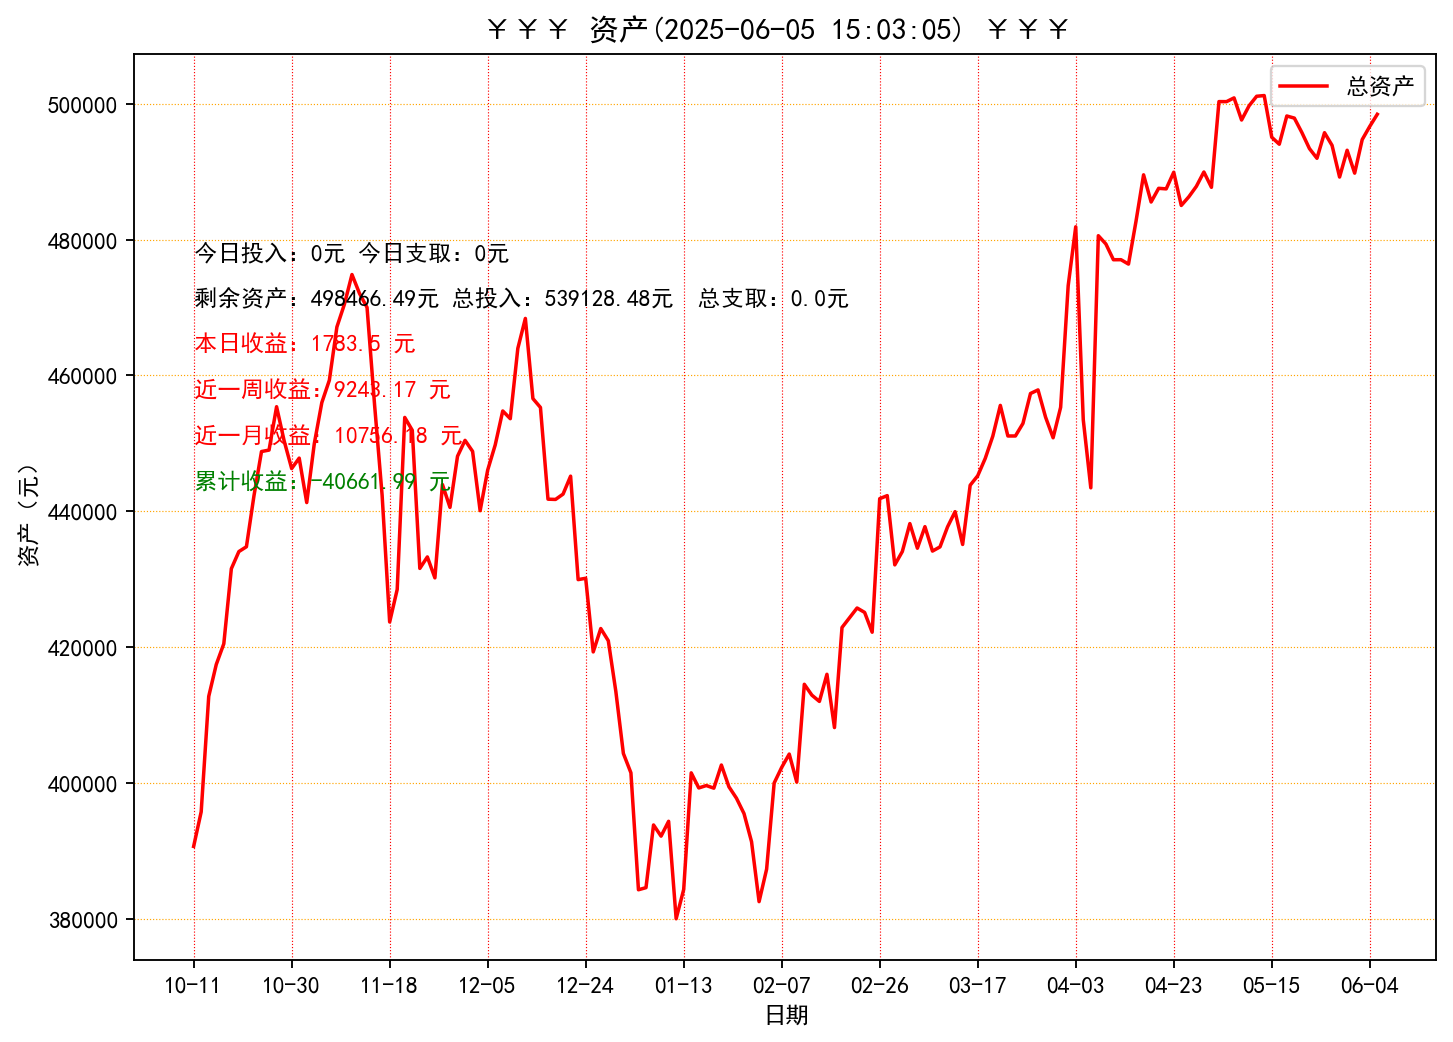 ￥￥￥ 资产(2025-06-05 15:03:05) ￥￥￥
总资产
500000
480000
460000
440000
420000
400000
380000
资产（元）
今日投入：0元 今日支取：0元
剩余资产：498466.49元 总投入：539128.48元  总支取：0.0元
本日收益：1783.5 元
近一周收益：9243.17 元
近一月收益：10756.18 元
累计收益：-40661.99 元
10-11 10-30 11-18 12-05 12-24 01-13 02-07 02-26 03-17 04-03 04-23 05-15 06-04
日期